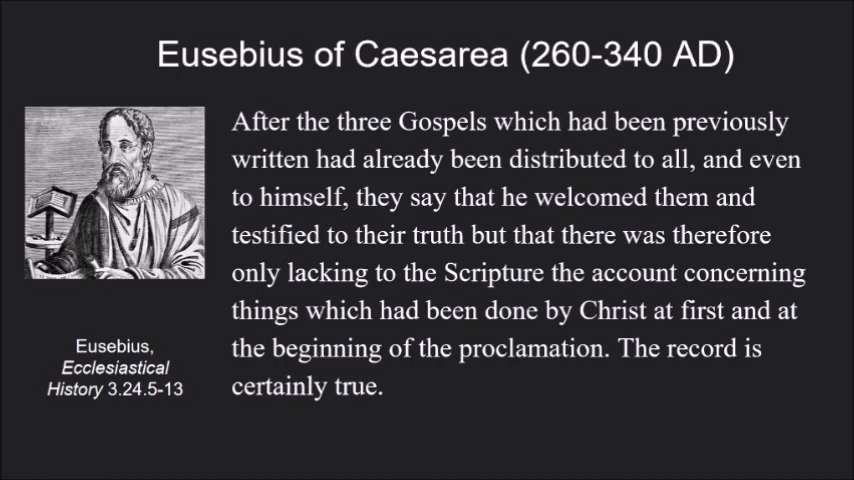 Eusebius of Caesarea (260-340 AD)
After the three Gospels which had been previously
written had already been distributed to all, and even
to himself, they say that he welcomed them and
testified to their truth but that there was therefore
only lacking to the Scripture the account concerning
things which had been done by Christ at first and at
the beginning of the proclamation. The record is
certainly true.
Eusebius,
Ecclesiastical
History 3.24.5-13